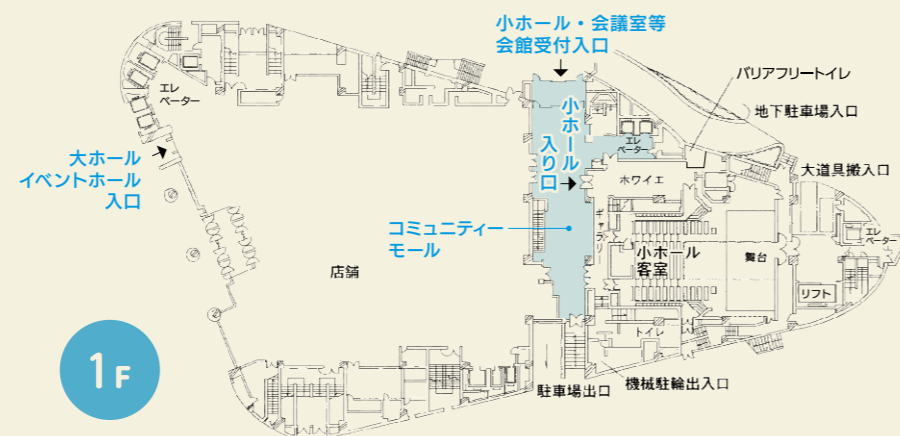 小ホール・会議室等
会館受付入口
バリアフリートイレ
エレ
ベーター
地下駐車場入口
小ホール
入り口
エレ
ベーター
大ホール
イベントホール
入口
大道具搬入口
ホワイエ
コミュニティー
モール
ギャラリー
エレ
ベーター
小ホール
客室
舞台
店舗
リフト
トイレ
1F
駐車場出口
機械駐輪出入口